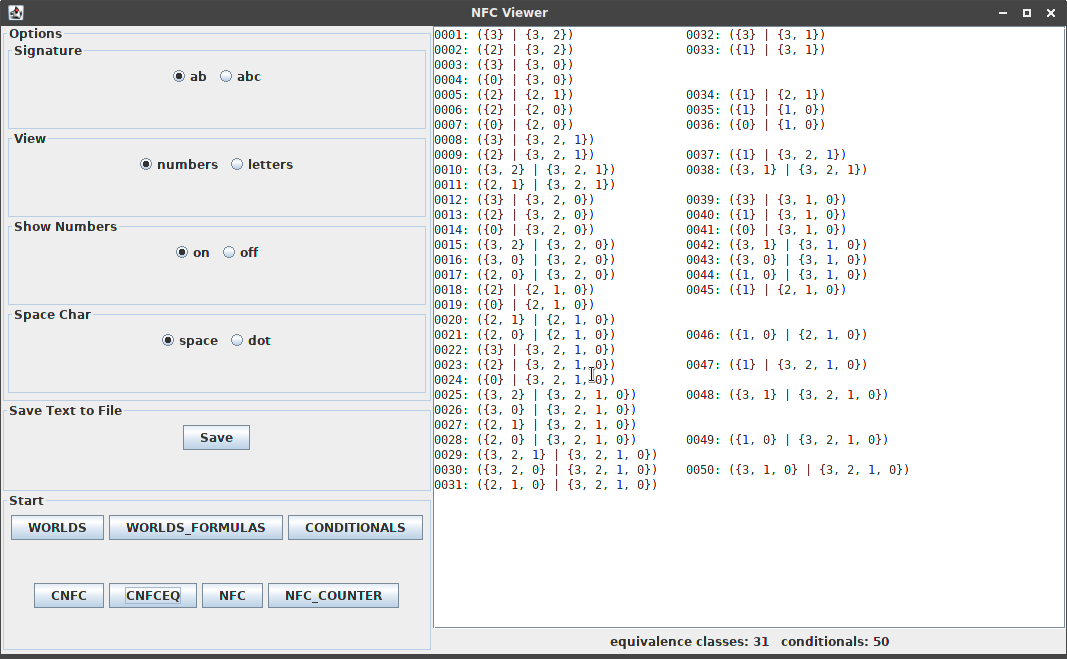 NFC Viewer
Options
Signature
ab abc
View
numbers letters
Show Numbers
on off
Space Char
space dot
Save Text to File
Save
Start
WORLDS WORLDS_FORMULAS CONDITIONALS
CNFC CNFCEQ NFC NFC_COUNTER
0001: ({3} | {3, 2}) 0032: ({3} | {3, 1})
0002: ({2} | {3, 2}) 0033: ({1} | {3, 1})
0003: ({3} | {3, 0})
0004: ({0} | {3, 0})
0005: ({2} | {2, 1}) 0034: ({1} | {2, 1})
0006: ({2} | {2, 0}) 0035: ({1} | {1, 0})
0007: ({0} | {2, 0}) 0036: ({0} | {1, 0})
0008: ({3} | {3, 2, 1})
0009: ({2} | {3, 2, 1}) 0037: ({1} | {3, 2, 1})
0010: ({3, 2} | {3, 2, 1}) 0038: ({3, 1} | {3, 2, 1})
0011: ({2, 1} | {3, 2, 1})
0012: ({3} | {3, 2, 0}) 0039: ({3} | {3, 1, 0})
0013: ({2} | {3, 2, 0}) 0040: ({1} | {3, 1, 0})
0014: ({0} | {3, 2, 0}) 0041: ({0} | {3, 1, 0})
0015: ({3, 2} | {3, 2, 0}) 0042: ({3, 1} | {3, 1, 0})
0016: ({3, 0} | {3, 2, 0}) 0043: ({3, 0} | {3, 1, 0})
0017: ({2, 0} | {3, 2, 0}) 0044: ({1, 0} | {3, 1, 0})
0018: ({2} | {2, 1, 0}) 0045: ({1} | {2, 1, 0})
0019: ({0} | {2, 1, 0})
0020: ({2, 1} | {2, 1, 0})
0021: ({2, 0} | {2, 1, 0}) 0046: ({1, 0} | {2, 1, 0})
0022: ({3} | {3, 2, 1, 0})
0023: ({2} | {3, 2, 1, 0}) 0047: ({1} | {3, 2, 1, 0})
0024: ({0} | {3, 2, 1, 0})
0025: ({3, 2} | {3, 2, 1, 0}) 0048: ({3, 1} | {3, 2, 1, 0})
0026: ({3, 0} | {3, 2, 1, 0})
0027: ({2, 1} | {3, 2, 1, 0})
0028: ({2, 0} | {3, 2, 1, 0}) 0049: ({1, 0} | {3, 2, 1, 0})
0029: ({3, 2, 1} | {3, 2, 1, 0})
0030: ({3, 2, 0} | {3, 2, 1, 0}) 0050: ({3, 1, 0} | {3, 2, 1, 0})
0031: ({2, 1, 0} | {3, 2, 1, 0})
equivalence classes: 31 conditionals: 50